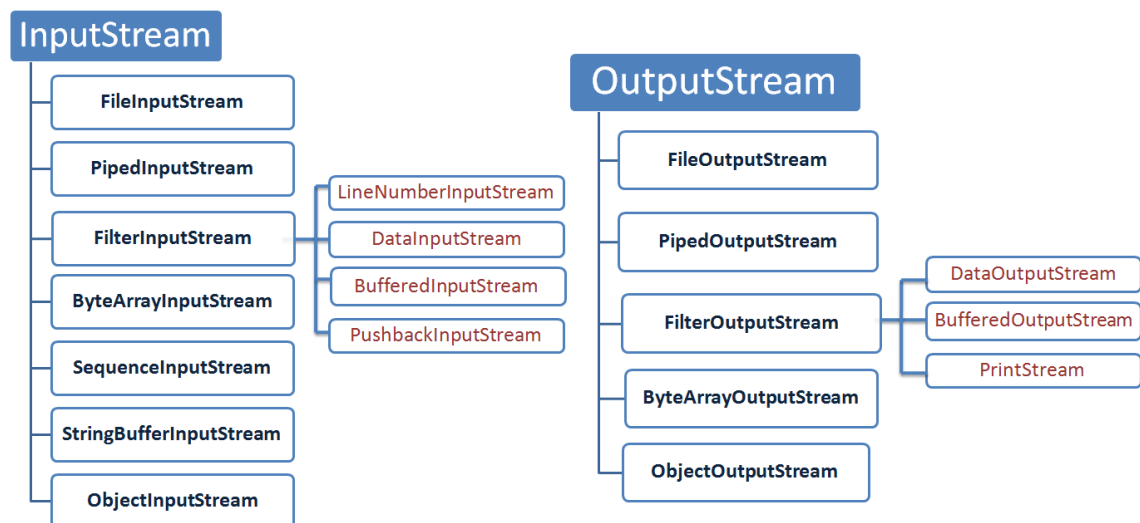 InputStream
FileInputStream
PipedInputStream
FilterInputStream
LineNumberInputStream
DataInputStream
BufferedInputStream
PushbackInputStream
ByteArrayInputStream
SequenceInputStream
StringBufferInputStream
ObjectInputStream
OutputStream
FileOutputStream
PipedOutputStream
FilterOutputStream
DataOutputStream
BufferedOutputStream
PrintStream
ByteArrayOutputStream
ObjectOutputStream